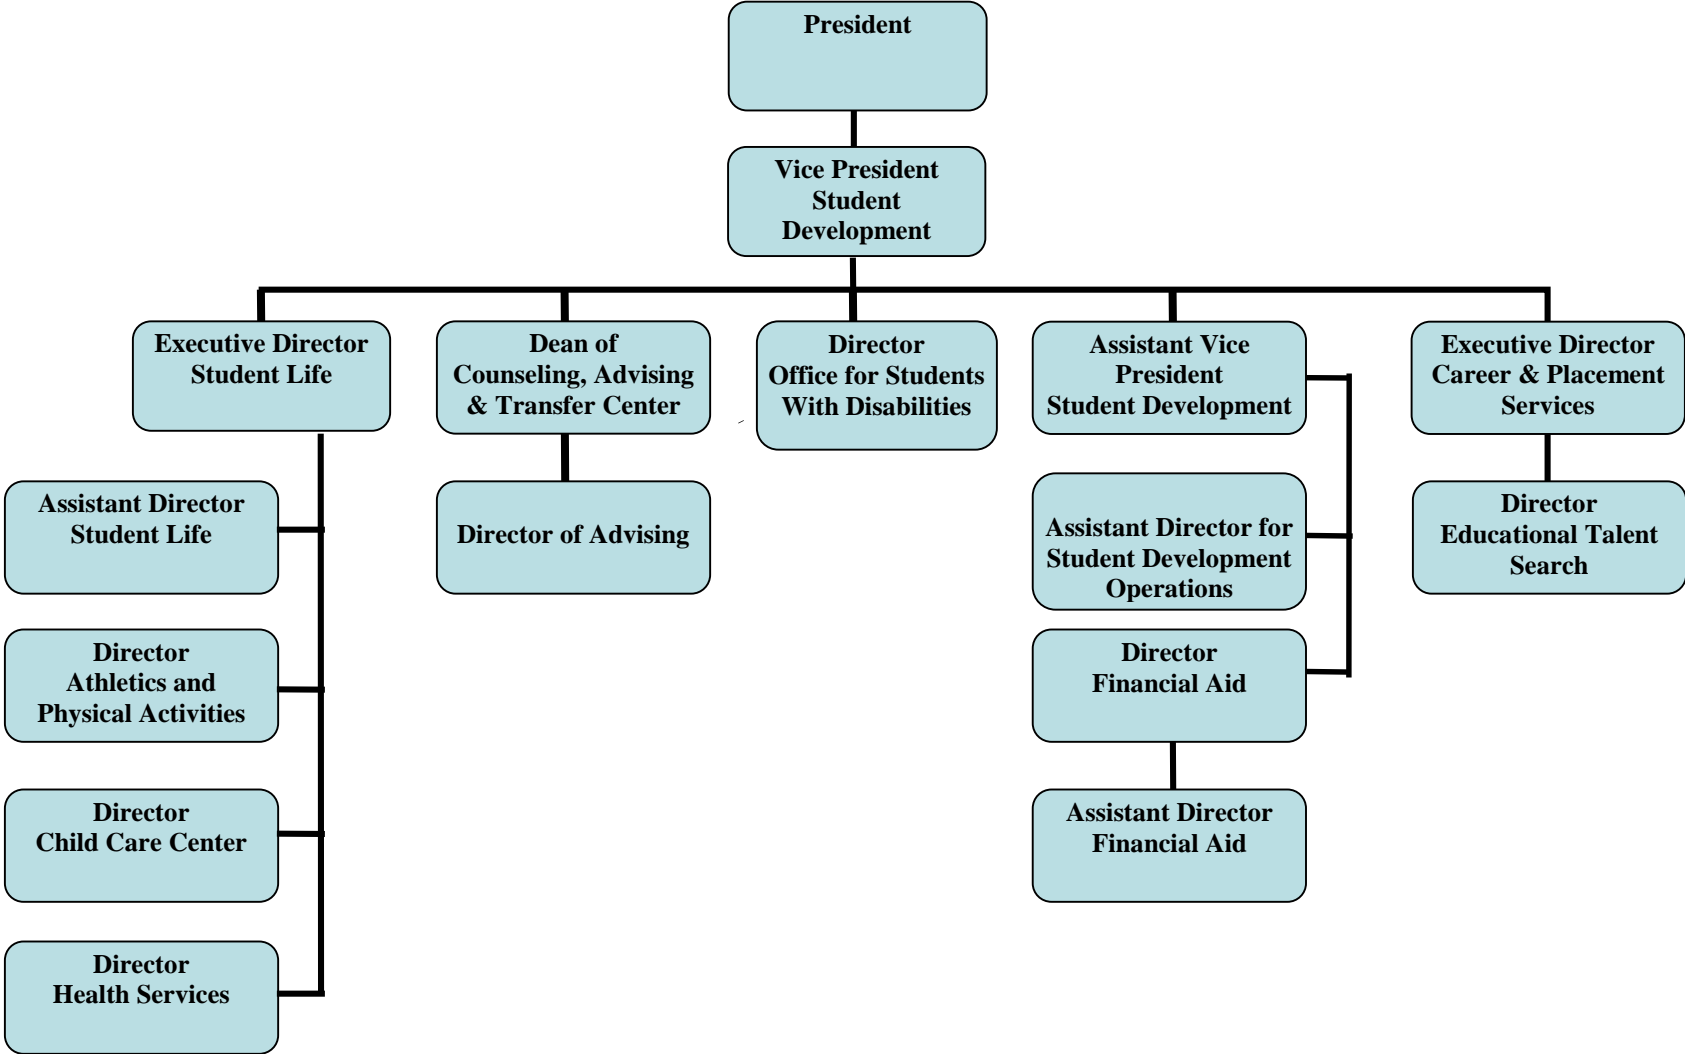 President
Vice President
Student
Development
Executive Director
Student Life
Dean of
Counseling, Advising
& Transfer Center
Director
Office for Students
With Disabilities
Assistant Vice
President
Student Development
Executive Director
Career & Placement
Services
Assistant Director
Student Life
Director of Advising
Assistant Director for
Student Development
Operations
Director
Educational Talent
Search
Director
Athletics and
Physical Activities
Director
Financial Aid
Director
Child Care Center
Assistant Director
Financial Aid
Director
Health Services